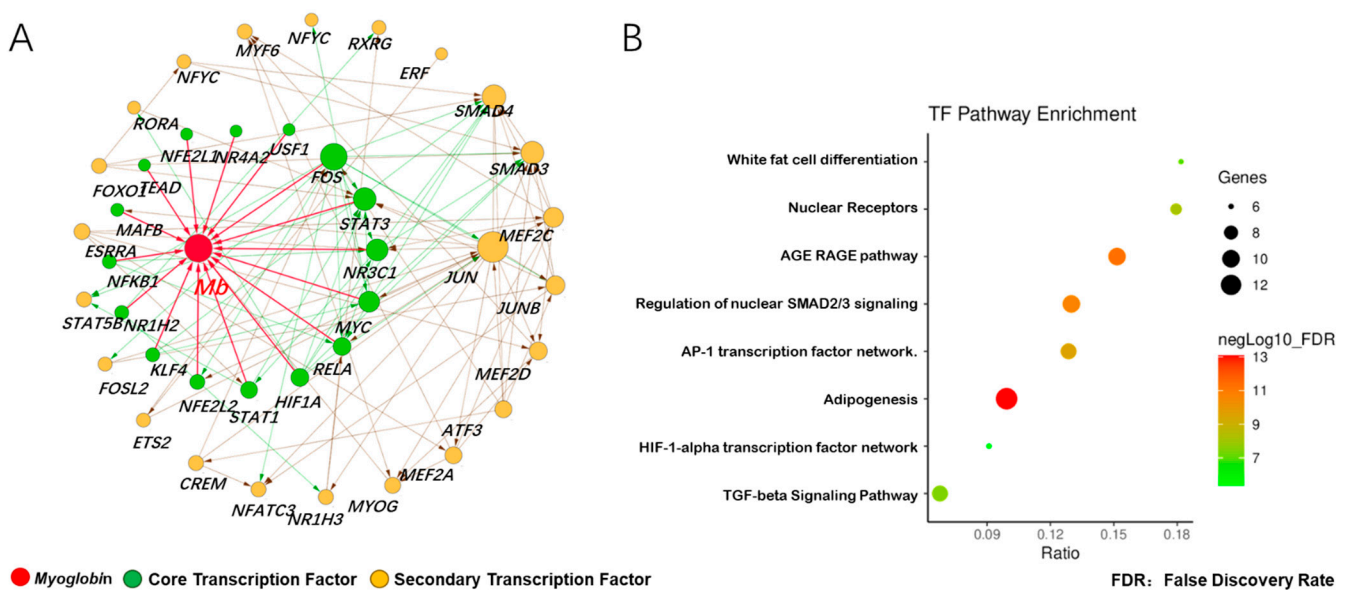 A
NFYC
MYF6
RXRG
NFYC
ERF
SMAD4
RORA
NFE2L1
NR4A2
USF1
FOS
SMAD3
FOXO1
TEAD
STAT3
MAFB
MEF2C
ESRRA
NR3C1
JUN
NFKB1
Mb
STAT5B
NR1H2
MYC
JUNB
KLF4
RELA
MEF2D
FOSL2
NFE2L2
STAT1
HIF1A
ETS2
ATF3
CREM
MEF2A
NFATC3
NR1H3
MYOG
Myoglobin
Core Transcription Factor
Secondary Transcription Factor
B
TF Pathway Enrichment
White fat cell differentiation
Nuclear Receptors
AGE RAGE pathway
Regulation of nuclear SMAD2/3 signaling
AP-1 transcription factor network.
Adipogenesis
HIF-1-alpha transcription factor network
TGF-beta Signaling Pathway
0.09 0.12 0.15 0.18
Ratio
Genes
6
8
10
12
negLog10_FDR
13
11
9
7
FDR: False Discovery Rate